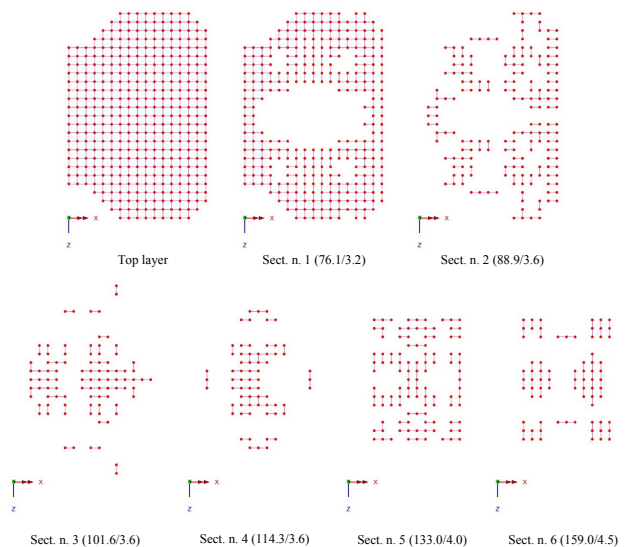 X
Z
X
Z
X
Z
Top layer
Sect. n. 1 (76.1/3.2)
Sect. n. 2 (88.9/3.6)
X
Z
X
Z
X
Z
X
Z
Sect. n. 3 (101.6/3.6)
Sect. n. 4 (114.3/3.6)
Sect. n. 5 (133.0/4.0)
Sect. n. 6 (159.0/4.5)